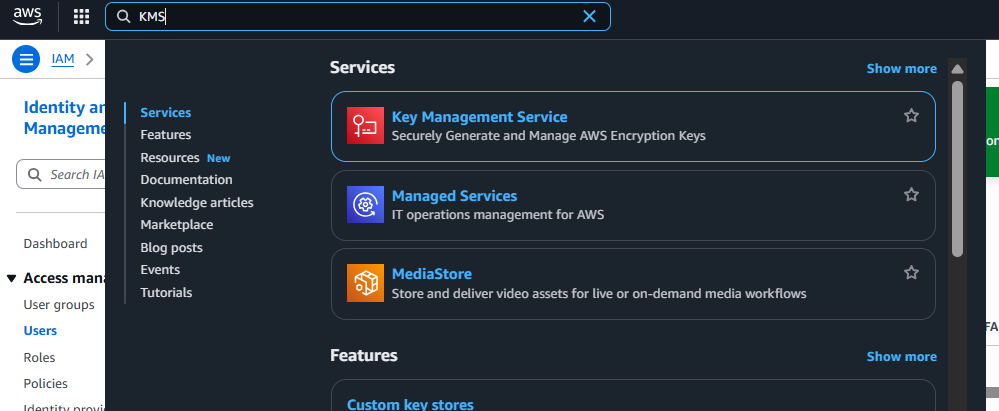 aws
KMS
IAM
Identity an
Manageme
Search IA
Dashboard
Access mana
User groups
Users
Roles
Policies
Identity provi
Services
Features
Resources New
Documentation
Knowledge articles
Marketplace
Blog posts
Events
Tutorials
Services
Show more
Key Management Service
Securely Generate and Manage AWS Encryption Keys
Managed Services
IT operations management for AWS
MediaStore
Store and deliver video assets for live or on-demand media workflows
Features
Show more
Custom key stores
on
FA